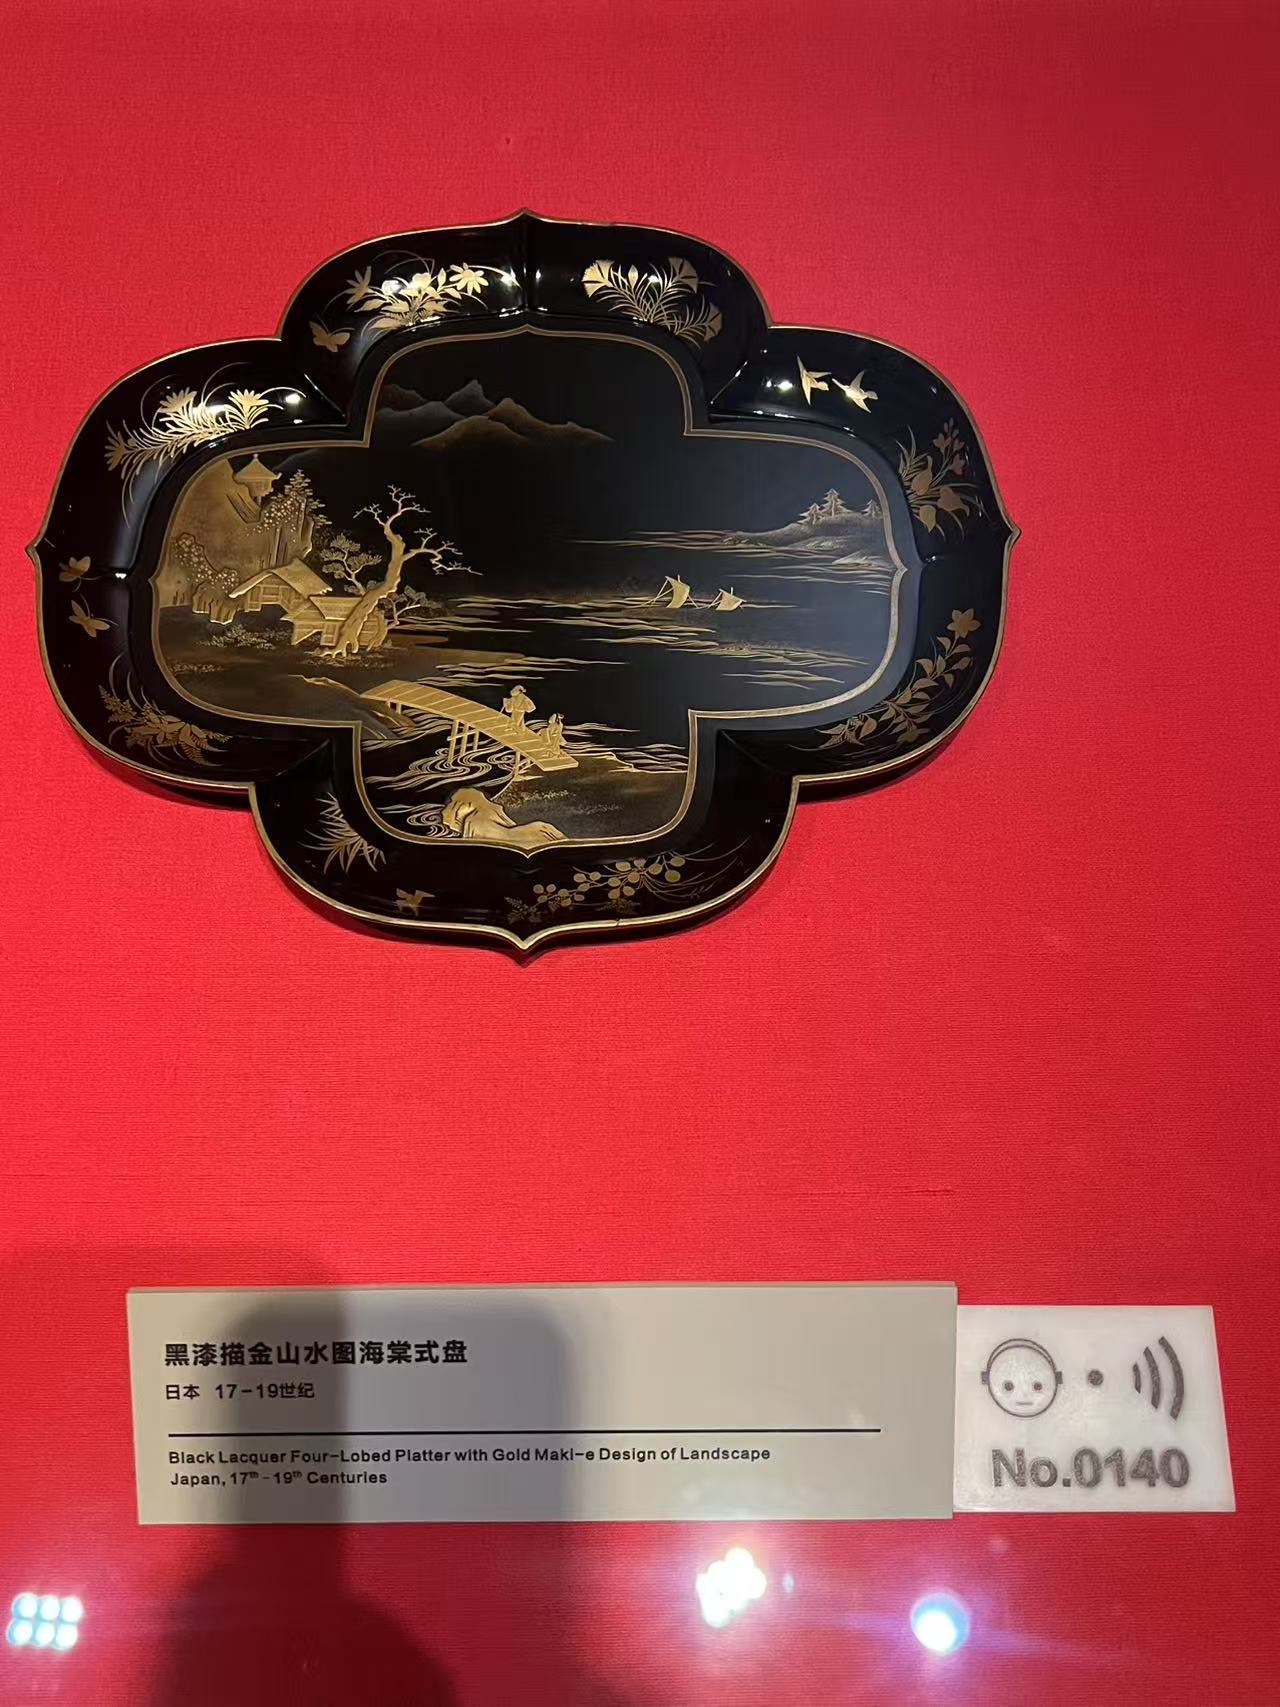 黑漆描金山水图海棠式盘
日本 17-19世纪
Black Lacquer Four-Lobed Platter with Gold Maki-e Design of Landscape
Japan, 17th - 19th Centuries
No.0140